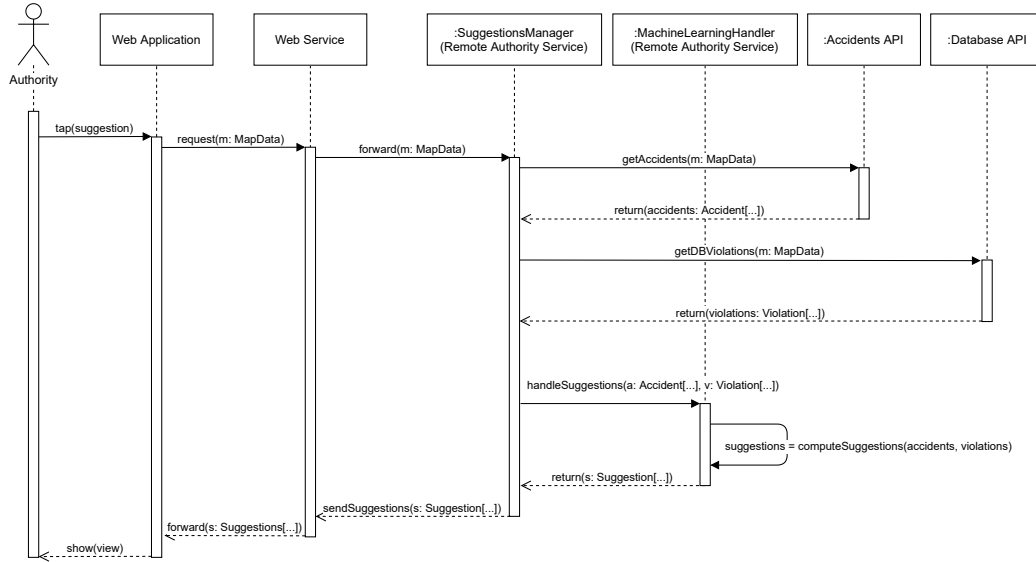 Authority
Web Application
Web Service
:SuggestionsManager
(Remote Authority Service)
:MachineLearningHandler
(Remote Authority Service)
:Accidents API
:Database API
tap(suggestion)
request(m: MapData)
forward(m: MapData)
getAccidents(m: MapData)
return(accidents: Accident[...])
getDBViolations(m: MapData)
return(violations: Violation[...])
handleSuggestions(a: Accident[...], v: Violation[...])
suggestions = computeSuggestions(accidents, violations)
return(s: Suggestion[...])
sendSuggestions(s: Suggestion[...])
forward(s: Suggestions[...])
show(view)